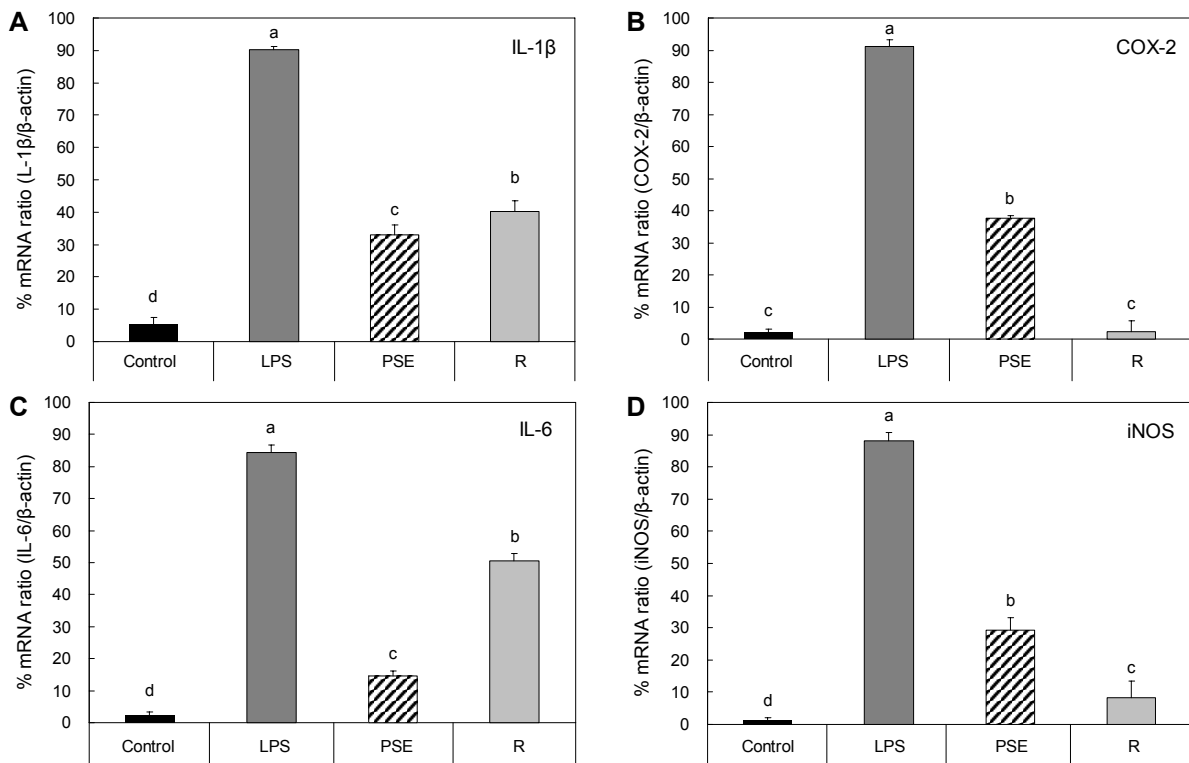 A
IL-1β
% mRNA ratio (L-1β/β-actin)
100
90
80
70
60
50
40
30
20
10
0
d
a
c
b
Control LPS PSE R
B
COX-2
% mRNA ratio (COX-2/β-actin)
100
90
80
70
60
50
40
30
20
10
0
c
a
b
c
Control LPS PSE R
C
IL-6
% mRNA ratio (IL-6/β-actin)
100
90
80
70
60
50
40
30
20
10
0
d
a
c
b
Control LPS PSE R
D
iNOS
% mRNA ratio (iNOS/β-actin)
100
90
80
70
60
50
40
30
20
10
0
d
a
b
c
Control LPS PSE R